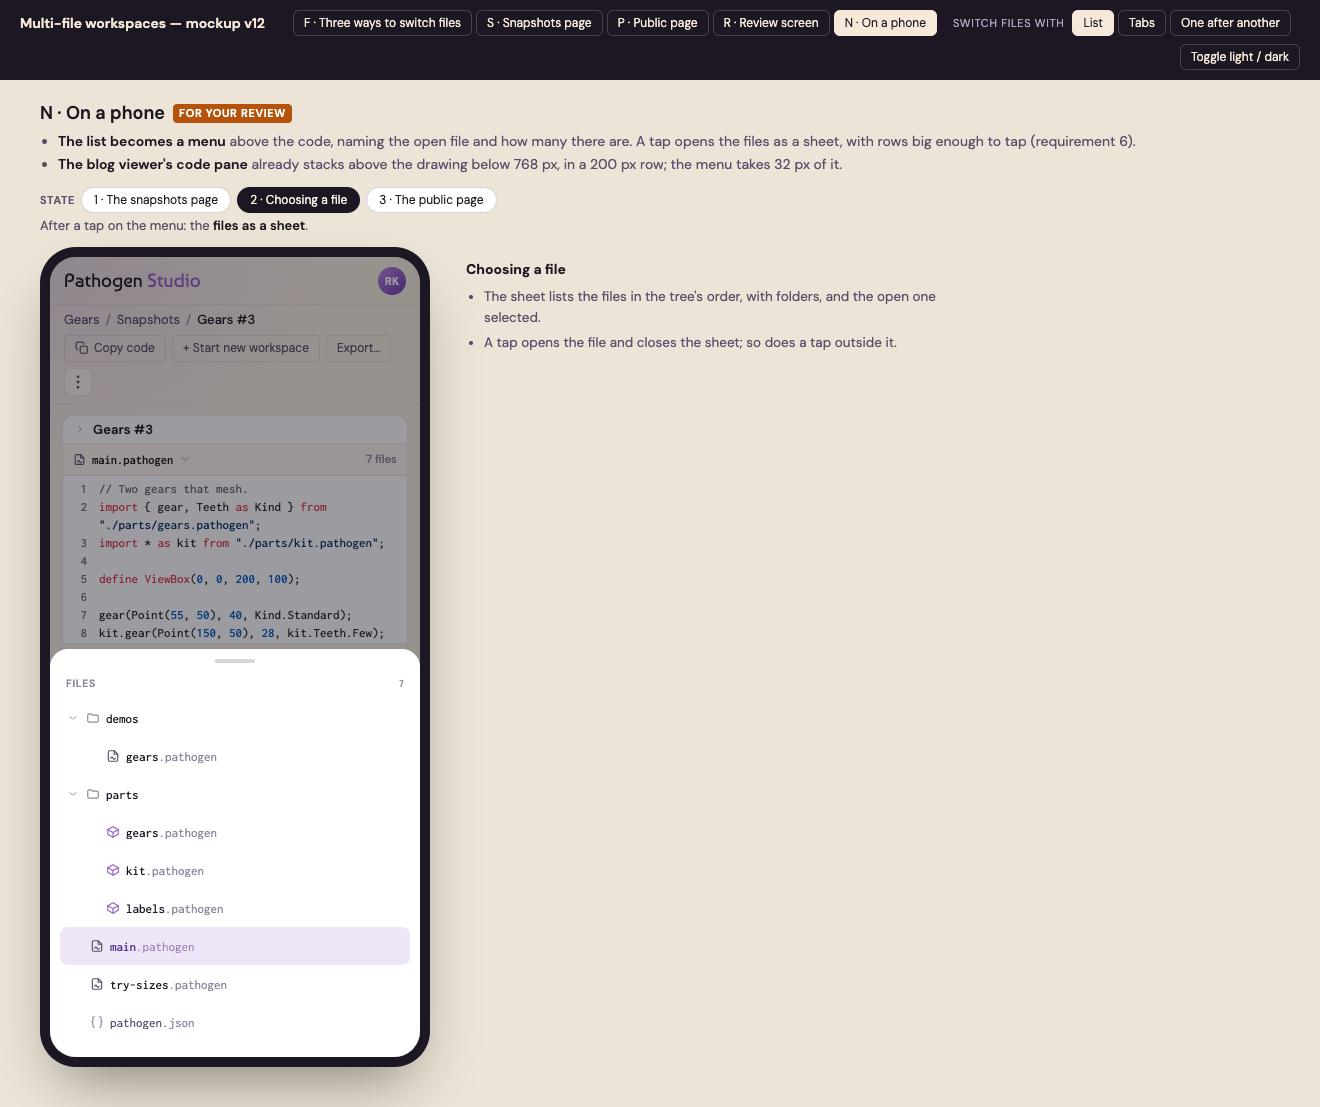 Multi-file workspaces — mockup v12
F · Three ways to switch files
S · Snapshots page
P · Public page
R · Review screen
N · On a phone
SWITCH FILES WITH
List
Tabs
One after another
Toggle light / dark
N · On a phone FOR YOUR REVIEW
• The list becomes a menu above the code, naming the open file and how many there are. A tap opens the files as a sheet, with rows big enough to tap (requirement 6).
• The blog viewer's code pane already stacks above the drawing below 768 px, in a 200 px row; the menu takes 32 px of it.
STATE 1 · The snapshots page 2 · Choosing a file 3 · The public page
After a tap on the menu: the files as a sheet.
Pathogen Studio RK
Gears / Snapshots / Gears #3
Copy code + Start new workspace Export…
Gears #3
main.pathogen 7 files
1 // Two gears that mesh.
2 import { gear, Teeth as Kind } from
"./parts/gears.pathogen";
3 import * as kit from "./parts/kit.pathogen";
4
5 define ViewBox(0, 0, 200, 100);
6
7 gear(Point(55, 50), 40, Kind.Standard);
8 kit.gear(Point(150, 50), 28, kit.Teeth.Few);
FILES 7
demos
gears.pathogen
parts
gears.pathogen
kit.pathogen
labels.pathogen
main.pathogen
try-sizes.pathogen
{} pathogen.json
Choosing a file
• The sheet lists the files in the tree's order, with folders, and the open one
selected.
• A tap opens the file and closes the sheet; so does a tap outside it.